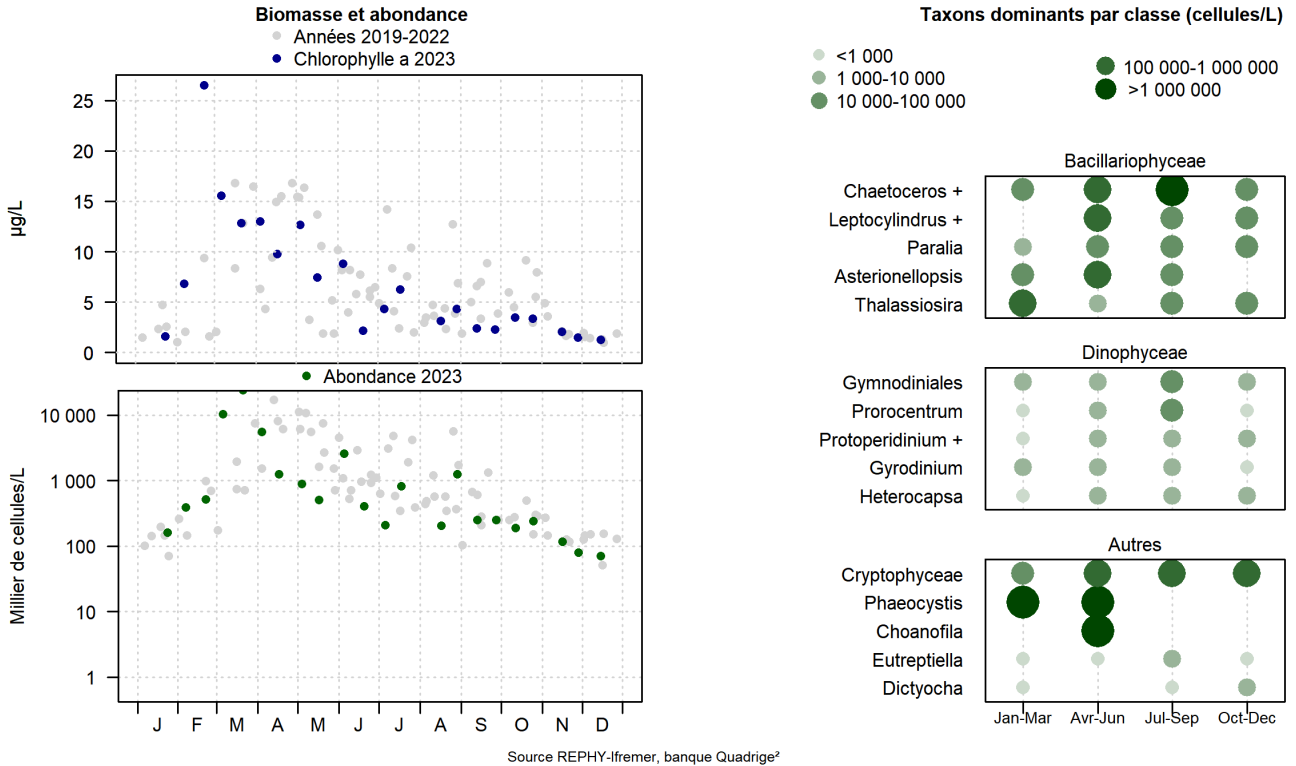 Biomasse et abondance
Années 2019-2022
Chlorophylle a 2023
25
20
15
10
5
0
µg/L
Abondance 2023
10 000
1 000
100
10
1
Millier de cellules/L
J F M A M J J A S O N D
Taxons dominants par classe (cellules/L)
<1 000
1 000-10 000
10 000-100 000
100 000-1 000 000
>1 000 000
Bacillariophyceae
Chaetoceros +
Leptocylindrus +
Paralia
Asterionellopsis
Thalassiosira
Dinophyceae
Gymnodiniales
Prorocentrum
Protoperidinium +
Gyrodinium
Heterocapsa
Autres
Cryptophyceae
Phaeocystis
Choanofila
Eutreptiella
Dictyocha
Jan-Mar Avr-Jun Jul-Sep Oct-Dec
Source REPHY-Ifremer, banque Quadrige²